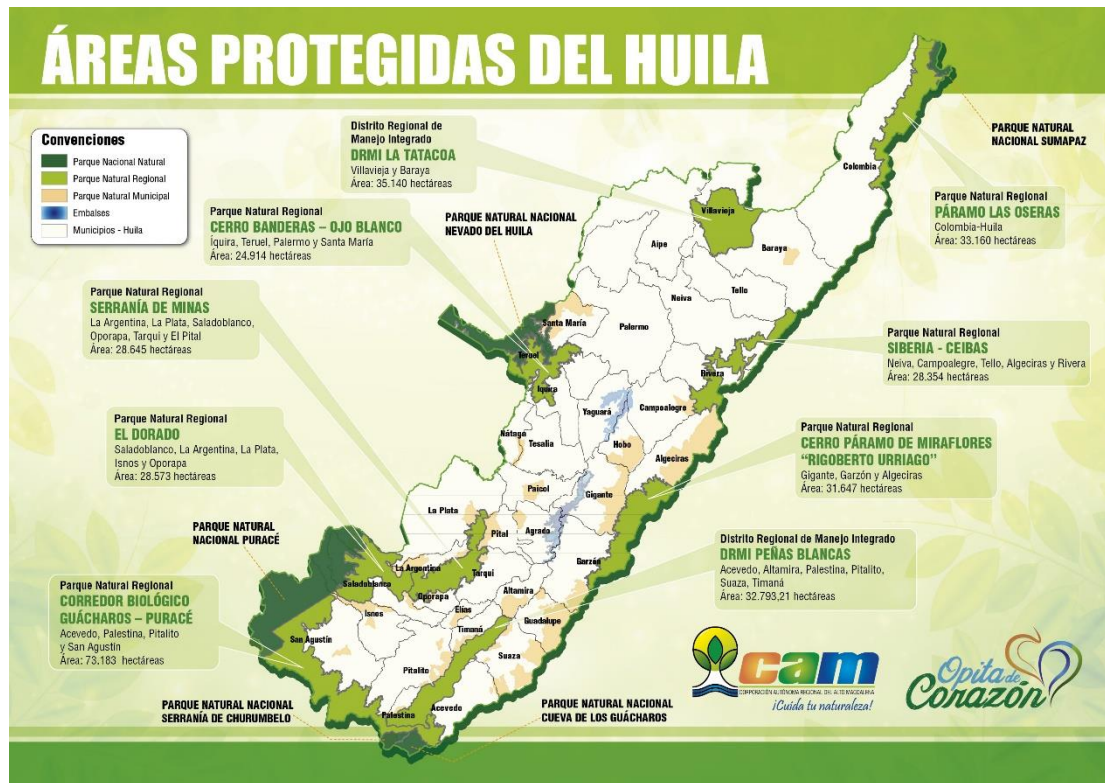 ÁREAS PROTEGIDAS DEL HUILA
Convenciones
Parque Nacional Natural
Parque Natural Regional
Parque Natural Municipal
Embalses
Municipios - Huila
Distrito Regional de
Manejo Integrado
DRMI LA TATACOA
Villavieja y Baraya
Área: 35.140 hectáreas
PARQUE NATURAL
NACIONAL SUMAPAZ
Parque Natural Regional
CERRO BANDERAS – OJO BLANCO
Íquira, Teruel, Palermo y Santa María
Área: 24.914 hectáreas
PARQUE NATURAL NACIONAL
NEVADO DEL HUILA
Parque Natural Regional
PÁRAMO LAS OSERAS
Colombia-Huila
Área: 33.160 hectáreas
Parque Natural Regional
SERRANÍA DE MINAS
La Argentina, La Plata, Saladoblanco,
Oporapa, Tarqui y El Pital
Área: 28.645 hectáreas
Parque Natural Regional
SIBERIA - CEIBAS
Neiva, Campoalegre, Tello, Algeciras y Rivera
Área: 28.354 hectáreas
Parque Natural Regional
EL DORADO
Saladoblanco, La Argentina, La Plata,
Isnos y Oporapa
Área: 28.573 hectáreas
Parque Natural Regional
CERRO PÁRAMO DE MIRAFLORES
“RIGOBERTO URRIAGO”
Gigante, Garzón y Algeciras
Área: 31.647 hectáreas
PARQUE NATURAL
NACIONAL PURACÉ
Distrito Regional de Manejo Integrado
DRMI PEÑAS BLANCAS
Acevedo, Altamira, Palestina, Pitalito,
Suaza, Timaná
Área: 32.793,21 hectáreas
Parque Natural Regional
CORREDOR BIOLÓGICO
GUÁCHAROS – PURACÉ
Acevedo, Palestina, Pitalito
y San Agustín
Área: 73.183 hectáreas
PARQUE NATURAL NACIONAL
SERRANÍA DE CHURUMBELO
PARQUE NATURAL NACIONAL
CUEVA DE LOS GUÁCHAROS
Colombia
Villavieja
Aipe
Baraya
Tello
Neiva
Santa María
Palermo
Teruel
Rivera
Iquira
Yaguará
Campoalegre
Nátaga
Tesalia
Hobo
Algeciras
Paicol
Gigante
La Plata
Pital
Agrado
Garzón
La Argentina
Tarqui
Saladoblanco
Oporapa
Altamira
Elías
Isnos
Guadalupe
Timaná
San Agustín
Suaza
Pitalito
Acevedo
Palestina
cam
CORPORACIÓN AUTÓNOMA REGIONAL DEL ALTO MAGDALENA
¡Cuida tu naturaleza!
Opita de
Corazón